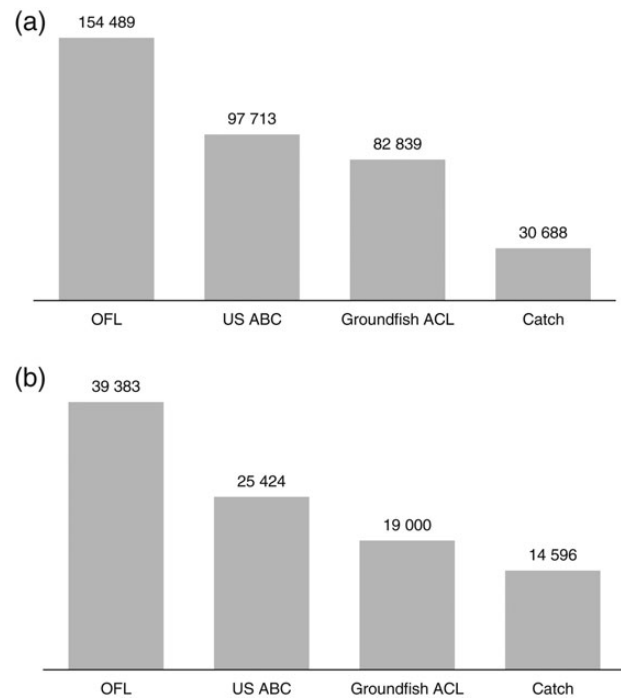 (a)
154 489
97 713
82 839
30 688
OFL US ABC Groundfish ACL Catch
(b)
39 383
25 424
19 000
14 596
OFL US ABC Groundfish ACL Catch